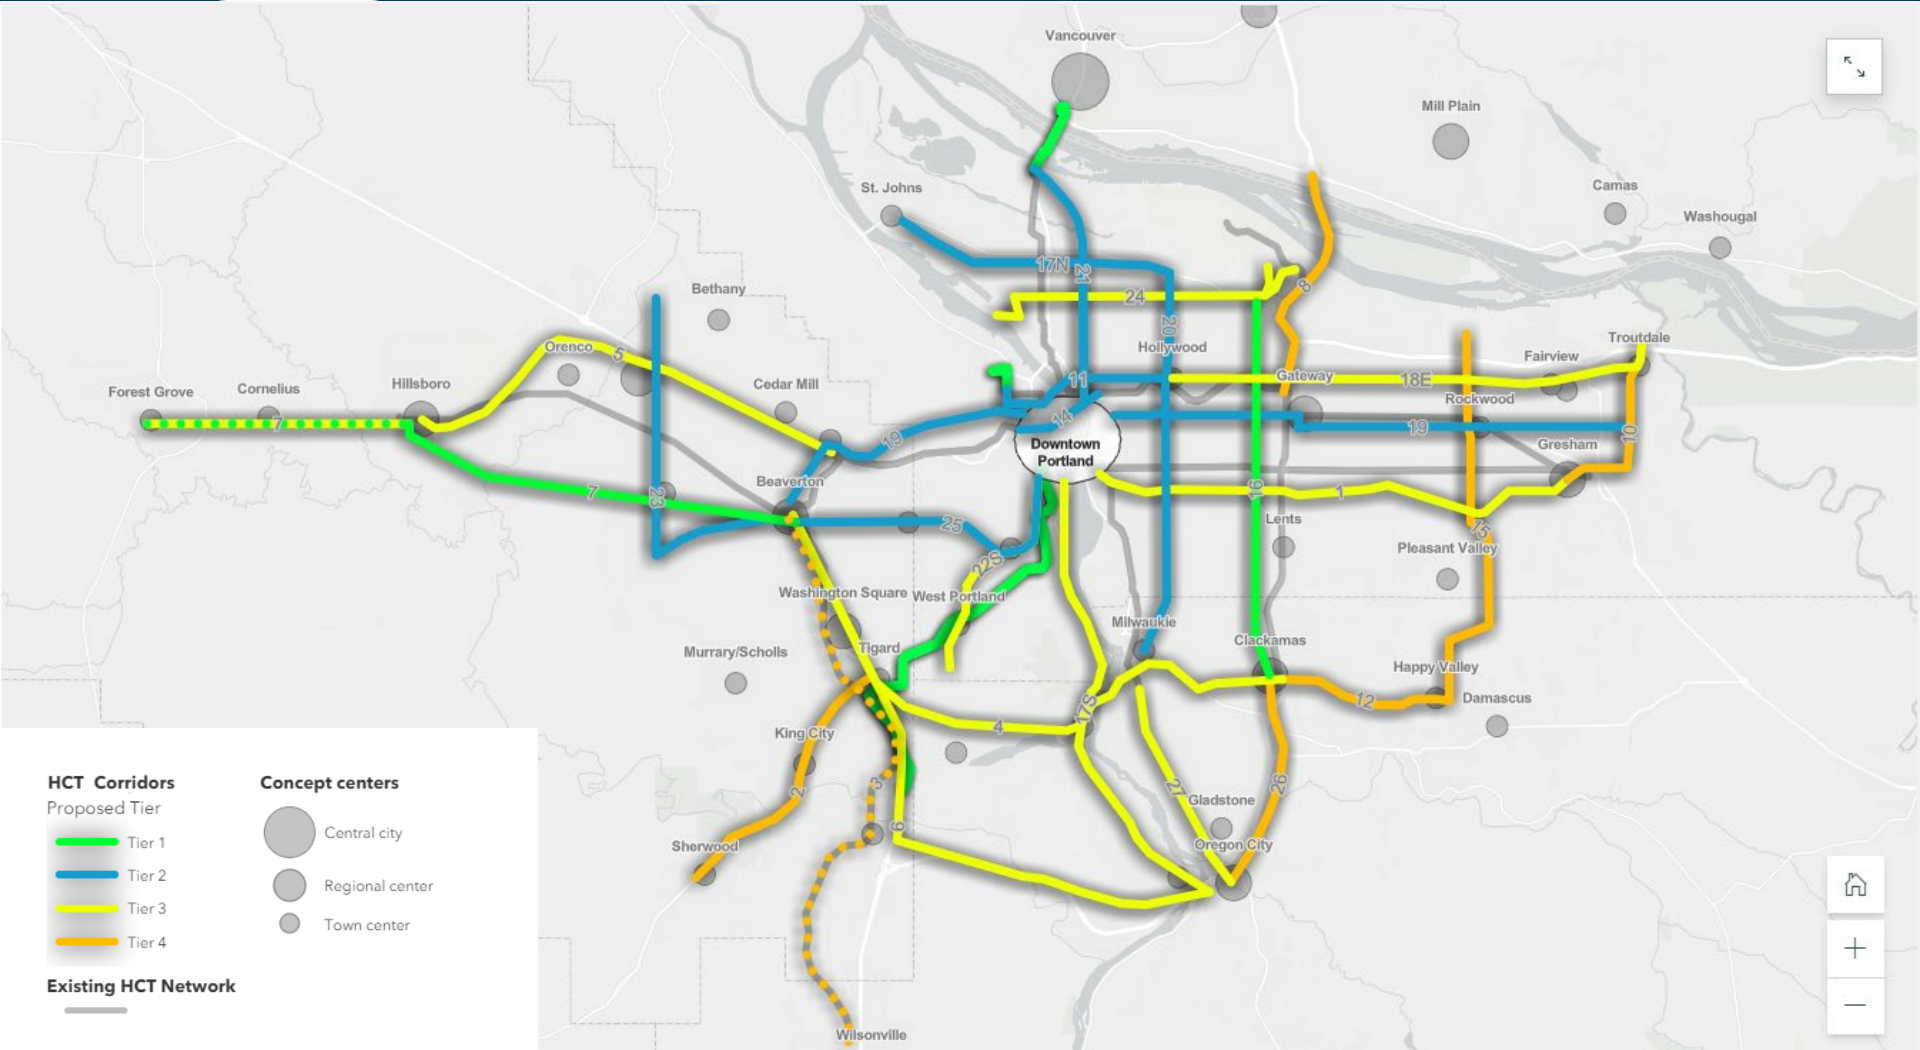 Vancouver
Mill Plain
St. Johns
Camas
Washougal
17N
21
8
Bethany
24
20
Orenco
5
Hollywood
Troutdale
Fairview
Forest Grove
Cornelius
Hillsboro
Cedar Mill
11
Gateway
18E
Rockwood
7
19
14
19
10
Downtown
Portland
Gresham
Beaverton
7
23
16
1
25
Lents
15
Pleasant Valley
22S
Washington Square
West Portland
Milwaukie
Clackamas
Murrary/Scholls
Tigard
Happy Valley
12
Damascus
17S
4
King City
2
3
27
26
Gladstone
9
Sherwood
Oregon City
Wilsonville
HCT Corridors
Proposed Tier
Tier 1
Tier 2
Tier 3
Tier 4
Existing HCT Network
Concept centers
Central city
Regional center
Town center